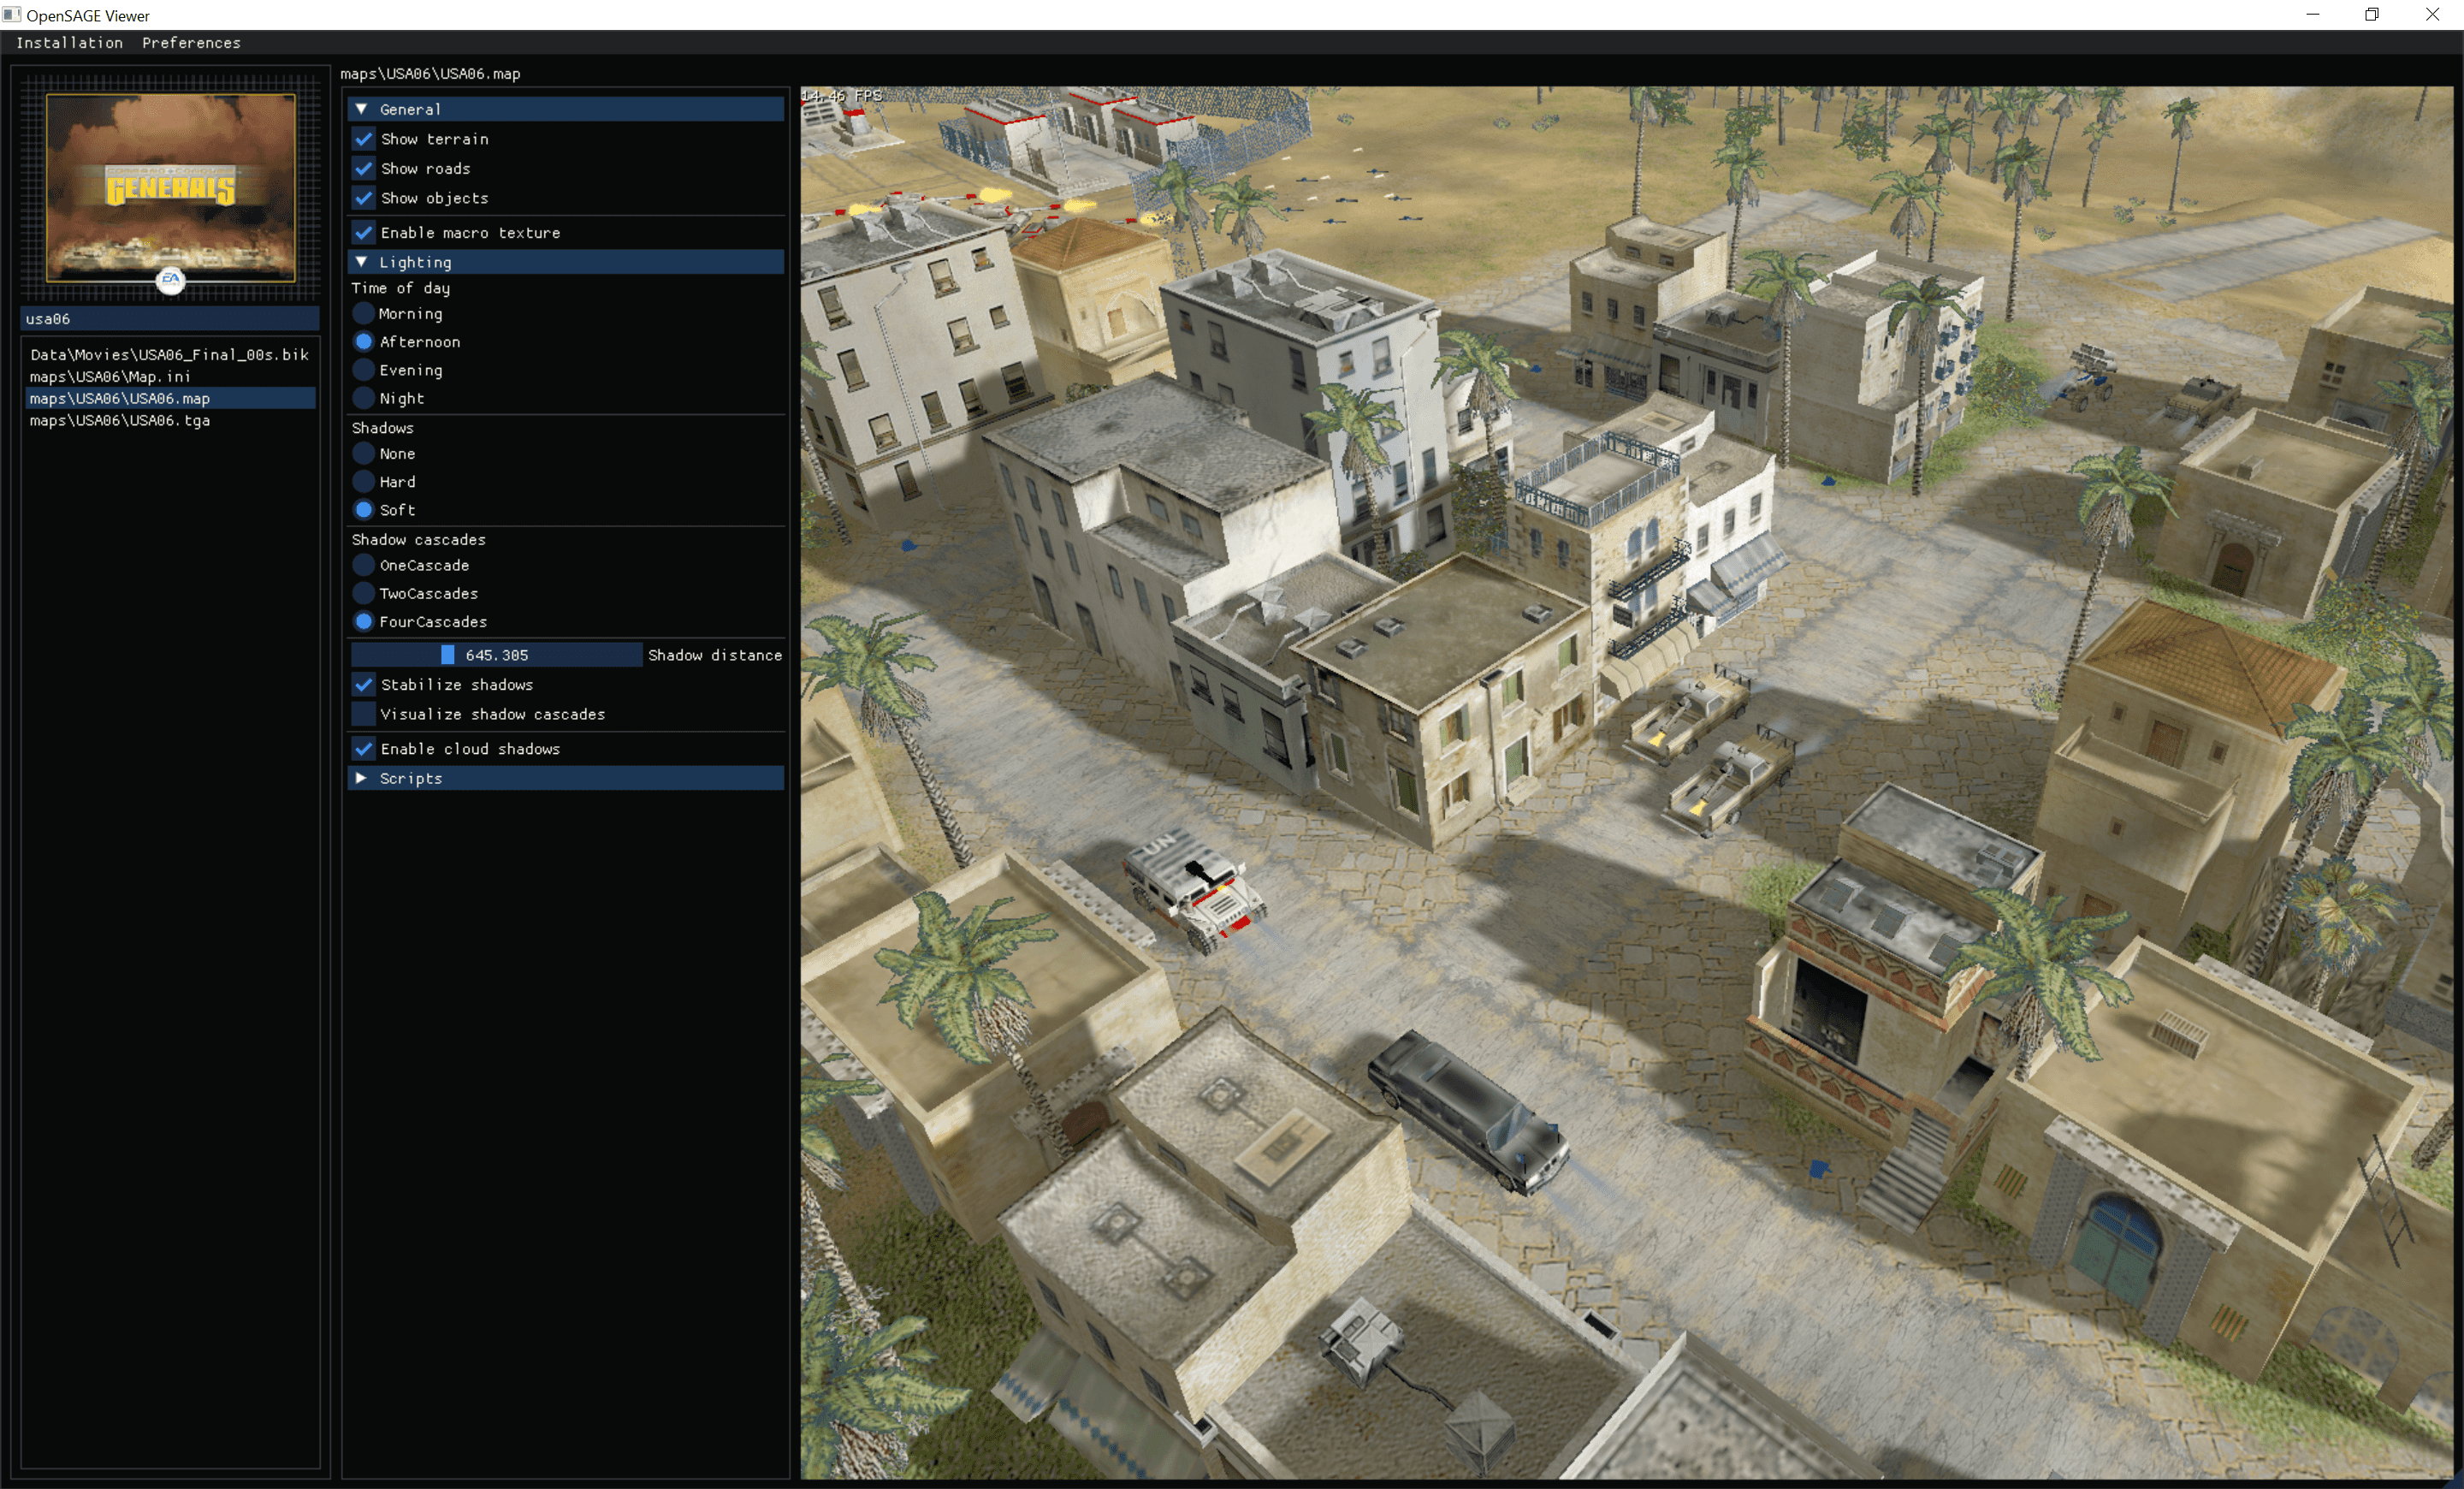 OpenSAGE Viewer
Installation Preferences
GENERALS
EA
usa06
Data\Movies\USA06_Final_00s.bik
maps\USA06\Map.ini
maps\USA06\USA06.map
maps\USA06\USA06.tga
maps\USA06\USA06.map
General
Show terrain
Show roads
Show objects
Enable macro texture
Lighting
Time of day
Morning
Afternoon
Evening
Night
Shadows
None
Hard
Soft
Shadow cascades
OneCascade
TwoCascades
FourCascades
645.305 Shadow distance
Stabilize shadows
Visualize shadow cascades
Enable cloud shadows
Scripts
14.46 FPS
UN